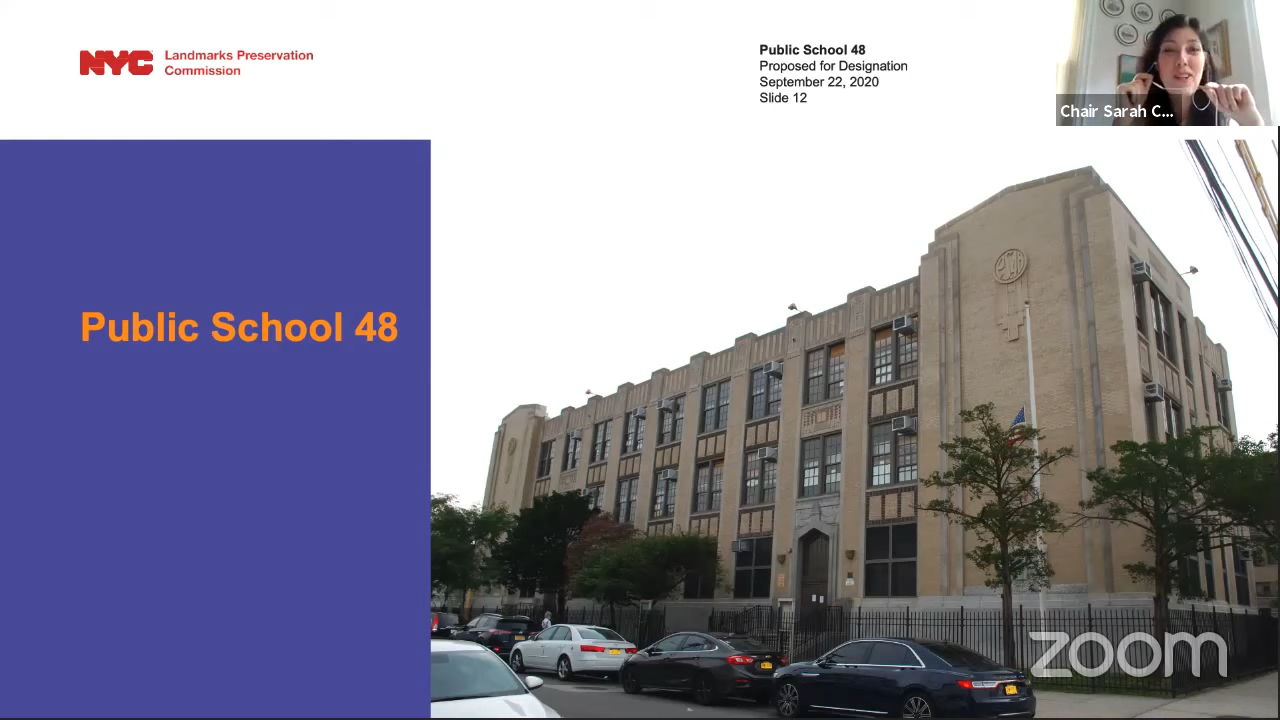 NYC
Landmarks Preservation
Commission
Public School 48
Proposed for Designation
September 22, 2020
Slide 12
Chair Sarah C...
Public School 48
zoom